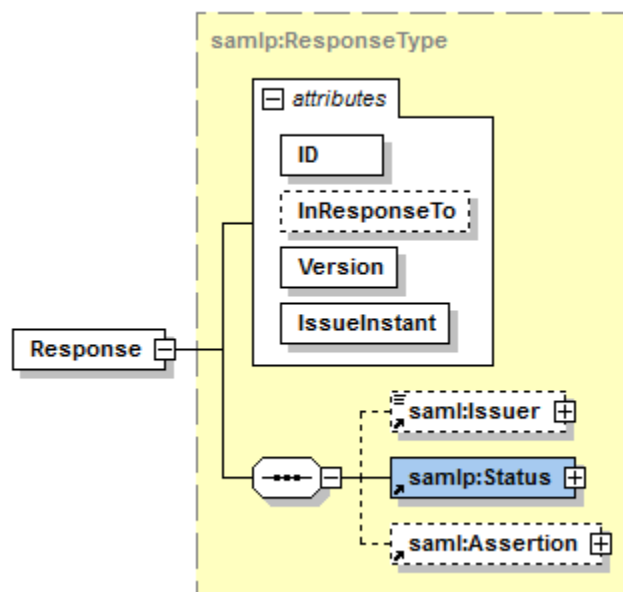 samlp:ResponseType
attributes
ID
InResponseTo
Version
IssueInstant
Response
saml:Issuer
samlp:Status
saml:Assertion